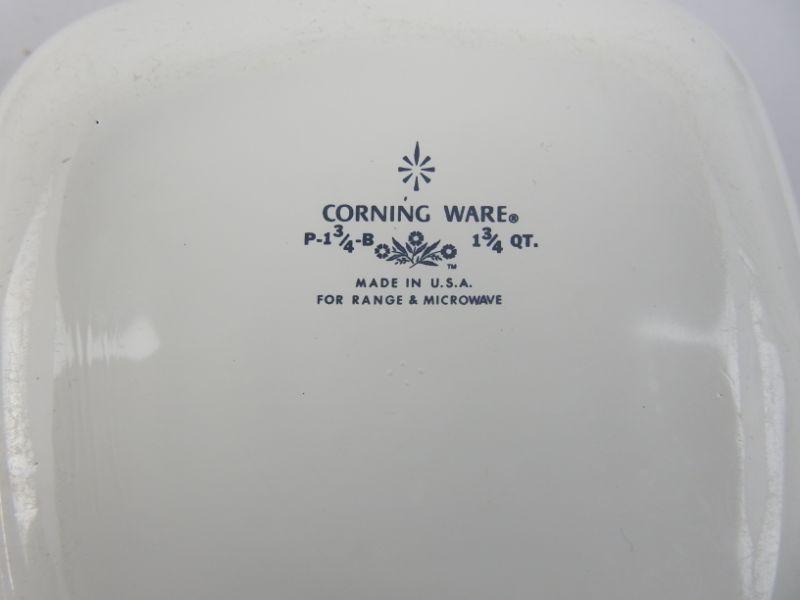 CORNING WARE®
P-1¾-B 1¾ QT.
™
MADE IN U.S.A.
FOR RANGE & MICROWAVE